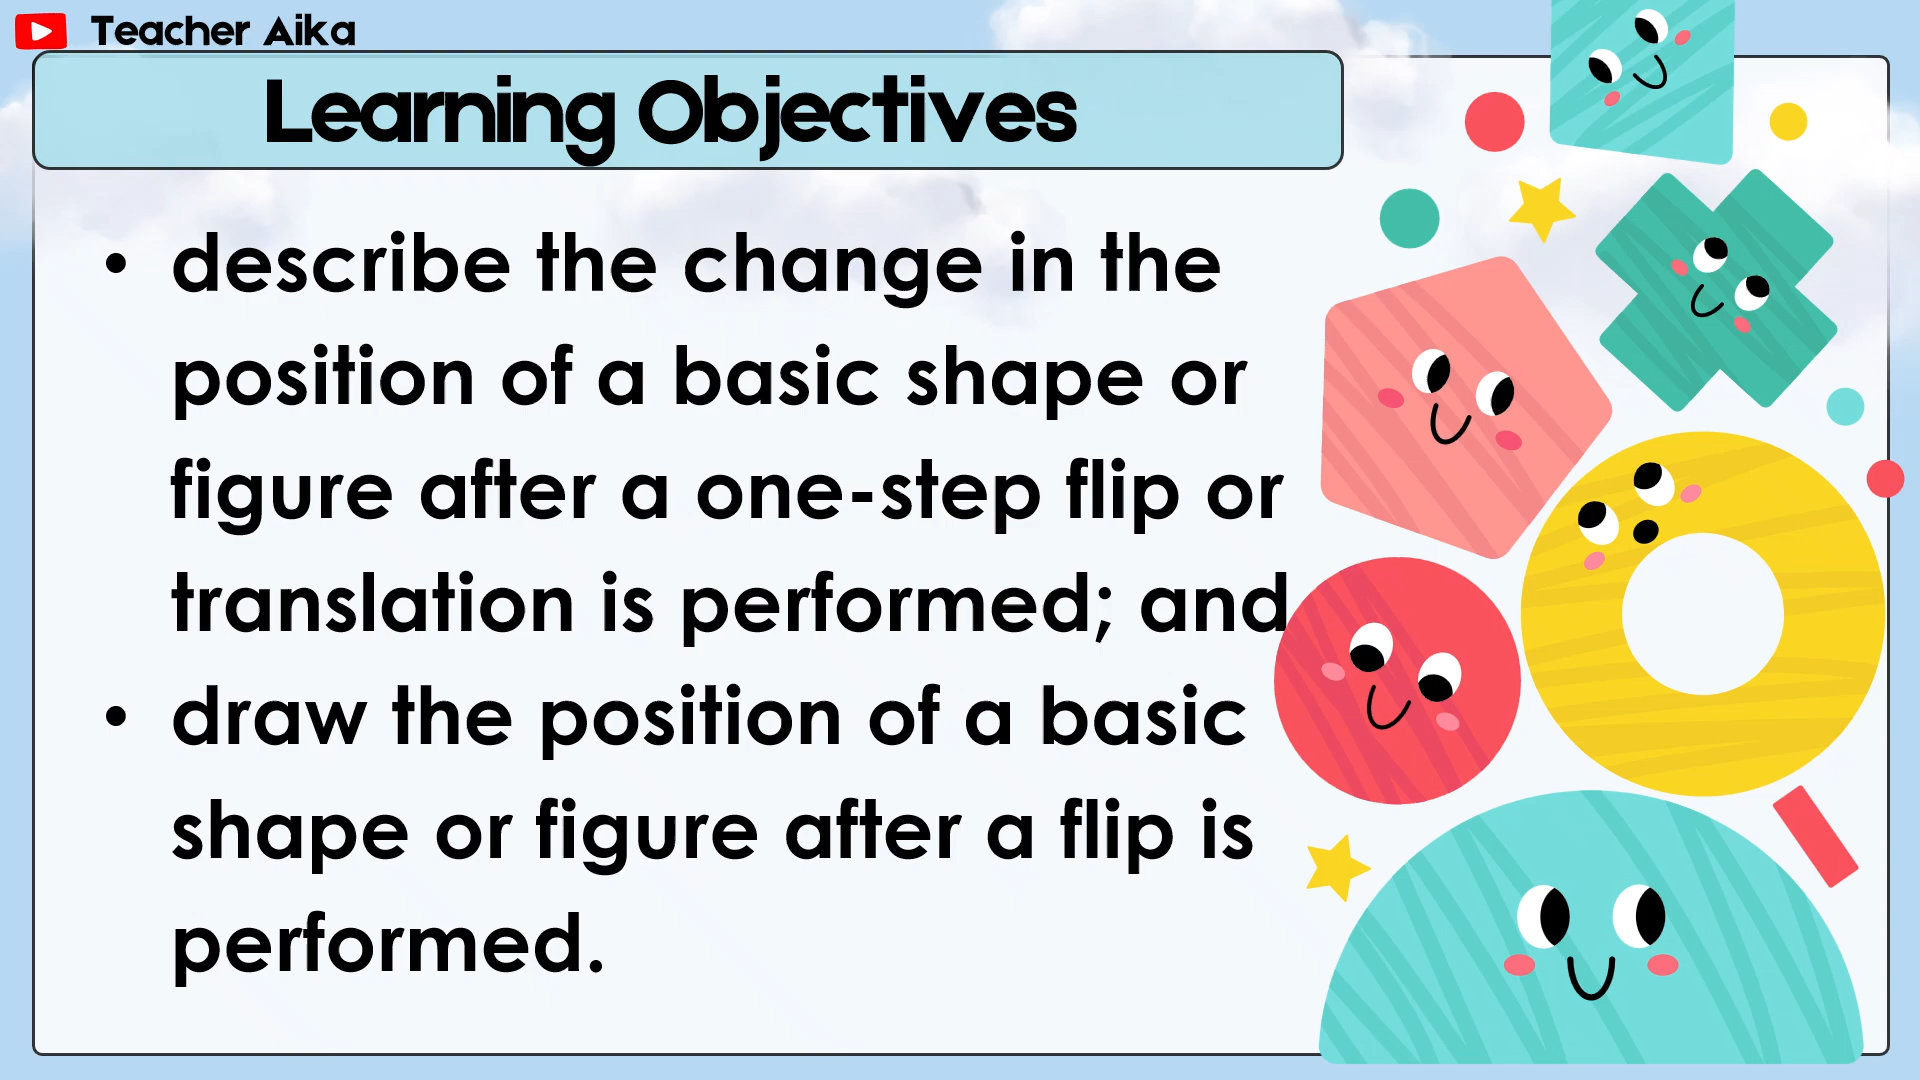 Teacher Aika
Learning Objectives
• describe the change in the
position of a basic shape or
figure after a one-step flip or
translation is performed; and
• draw the position of a basic
shape or figure after a flip is
performed.